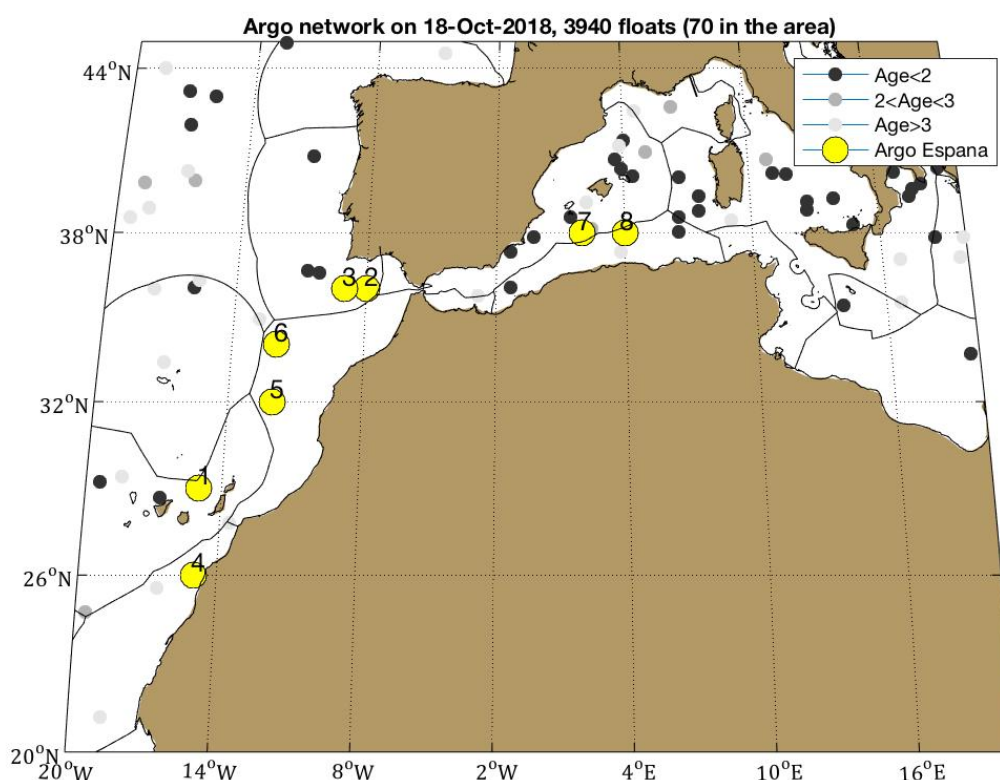 Argo network on 18-Oct-2018, 3940 floats (70 in the area)
44°N
Age<2
2<Age<3
Age>3
Argo Espana
38°N
7
8
3
2
6
32°N
5
1
26°N
4
20°N
20°W
14°W
8°W
2°W
4°E
10°E
16°E